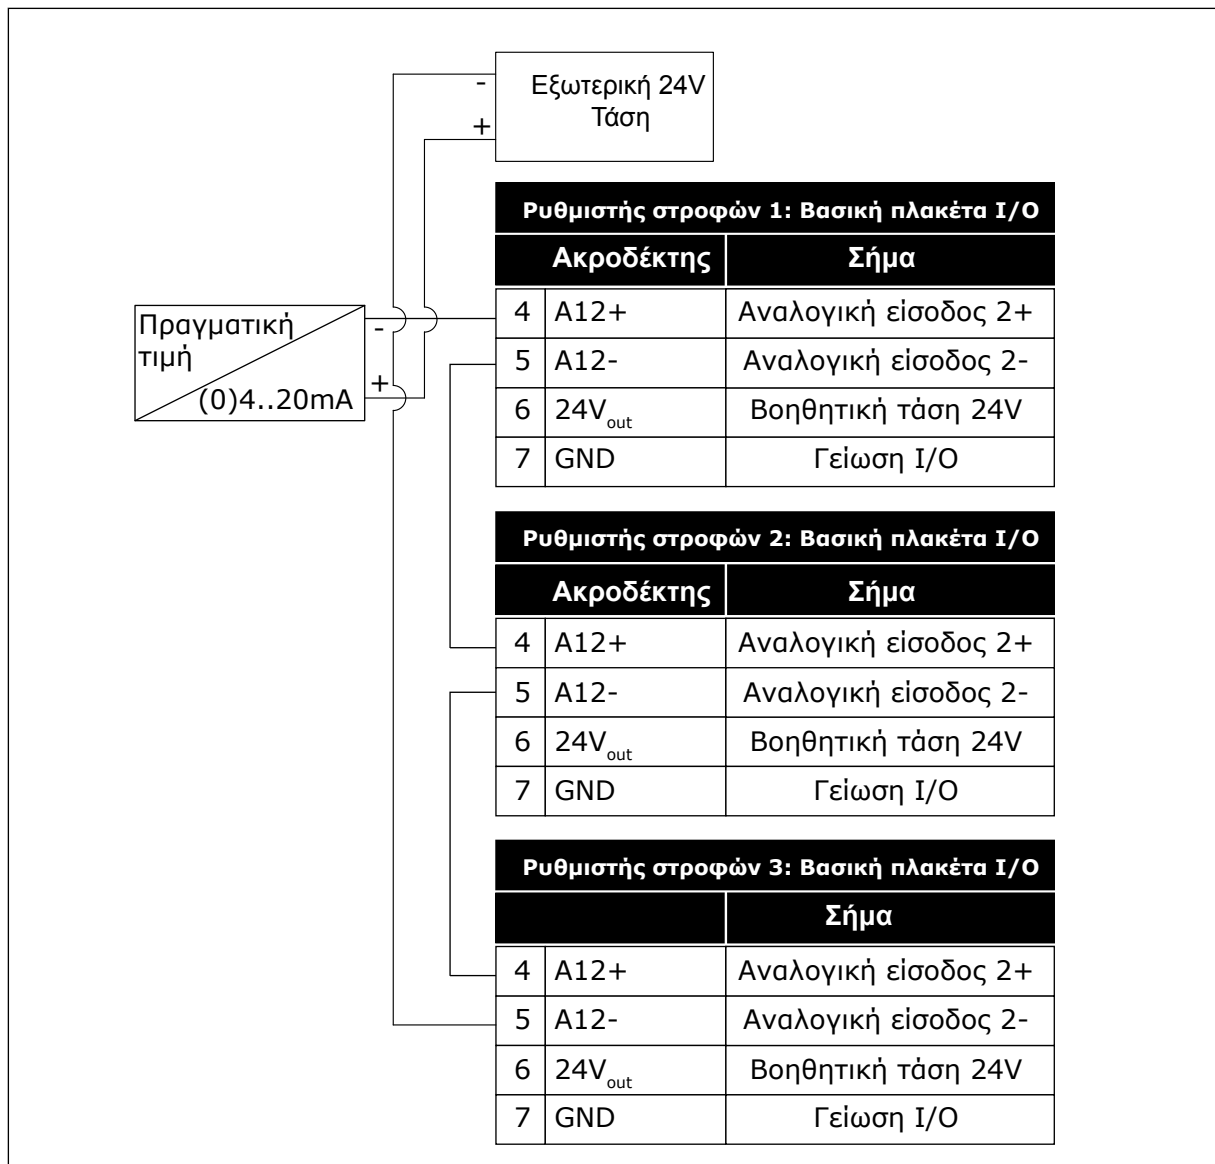 -
Εξωτερική 24V
Τάση
+
Ρυθμιστής στροφών 1: Βασική πλακέτα I/O
Ακροδέκτης Σήμα
Πραγματική
τιμή
-
+
(0)4..20mA
4 A12+ Αναλογική είσοδος 2+
5 A12- Αναλογική είσοδος 2-
6 24Vout Βοηθητική τάση 24V
7 GND Γείωση I/O
Ρυθμιστής στροφών 2: Βασική πλακέτα I/O
Ακροδέκτης Σήμα
4 A12+ Αναλογική είσοδος 2+
5 A12- Αναλογική είσοδος 2-
6 24Vout Βοηθητική τάση 24V
7 GND Γείωση I/O
Ρυθμιστής στροφών 3: Βασική πλακέτα I/O
Σήμα
4 A12+ Αναλογική είσοδος 2+
5 A12- Αναλογική είσοδος 2-
6 24Vout Βοηθητική τάση 24V
7 GND Γείωση I/O